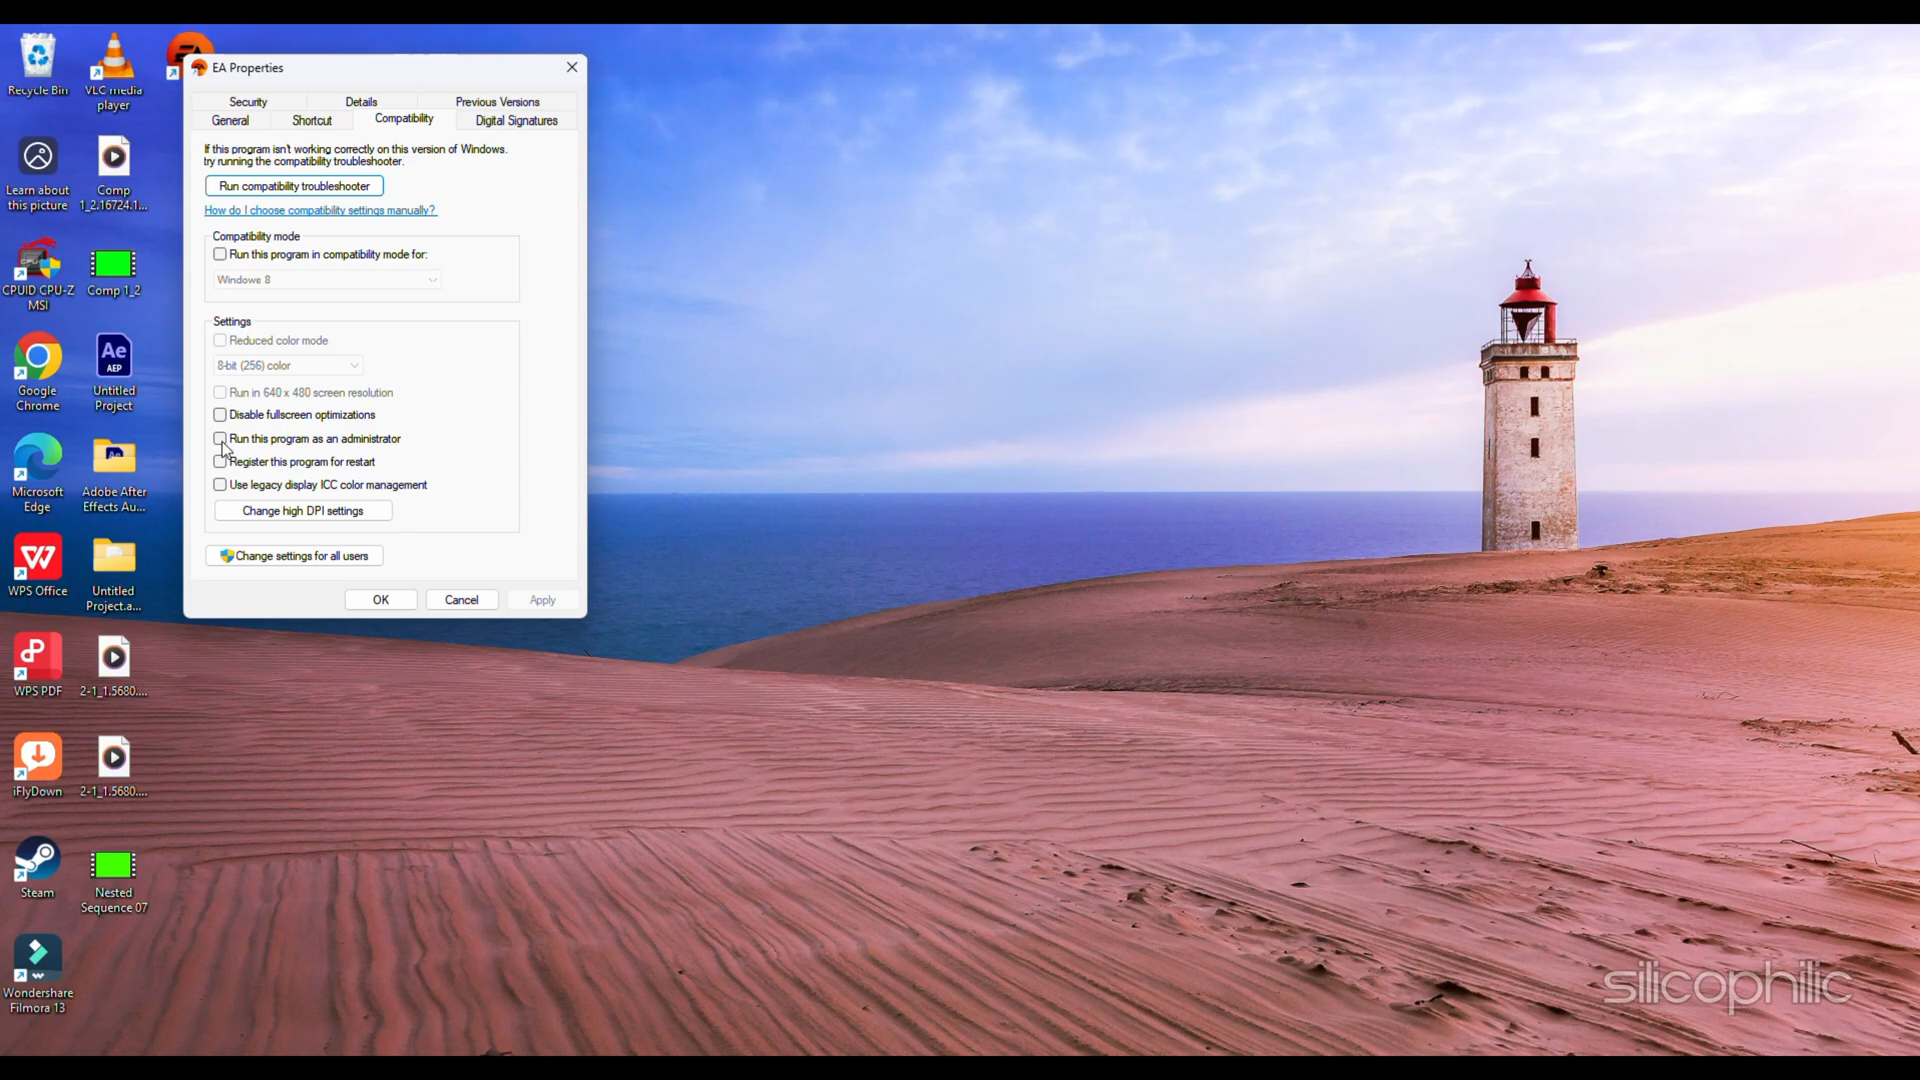 Recycle Bin
VLC media
player
Learn about
this picture
Comp
1_2.16724.1...
CPUID CPU-Z
MSI
Comp 1_2
Google
Chrome
Ae
AEP
Untitled
Project
Microsoft
Edge
Adobe After
Effects Au...
WPS Office
Untitled
Project.a...
WPS PDF
2-1_1.5680....
iFlyDown
2-1_1.5680....
Steam
Nested
Sequence 07
Wondershare
Filmora 13
EA Properties
Security
Details
Previous Versions
General
Shortcut
Compatibility
Digital Signatures
If this program isn't working correctly on this version of Windows.
try running the compatibility troubleshooter.
Run compatibility troubleshooter
How do I choose compatibility settings manually?
Compatibility mode
Run this program in compatibility mode for:
Windows 8
Settings
Reduced color mode
8-bit (256) color
Run in 640 x 480 screen resolution
Disable fullscreen optimizations
Run this program as an administrator
Register this program for restart
Use legacy display ICC color management
Change high DPI settings
Change settings for all users
OK
Cancel
Apply
silicophilic